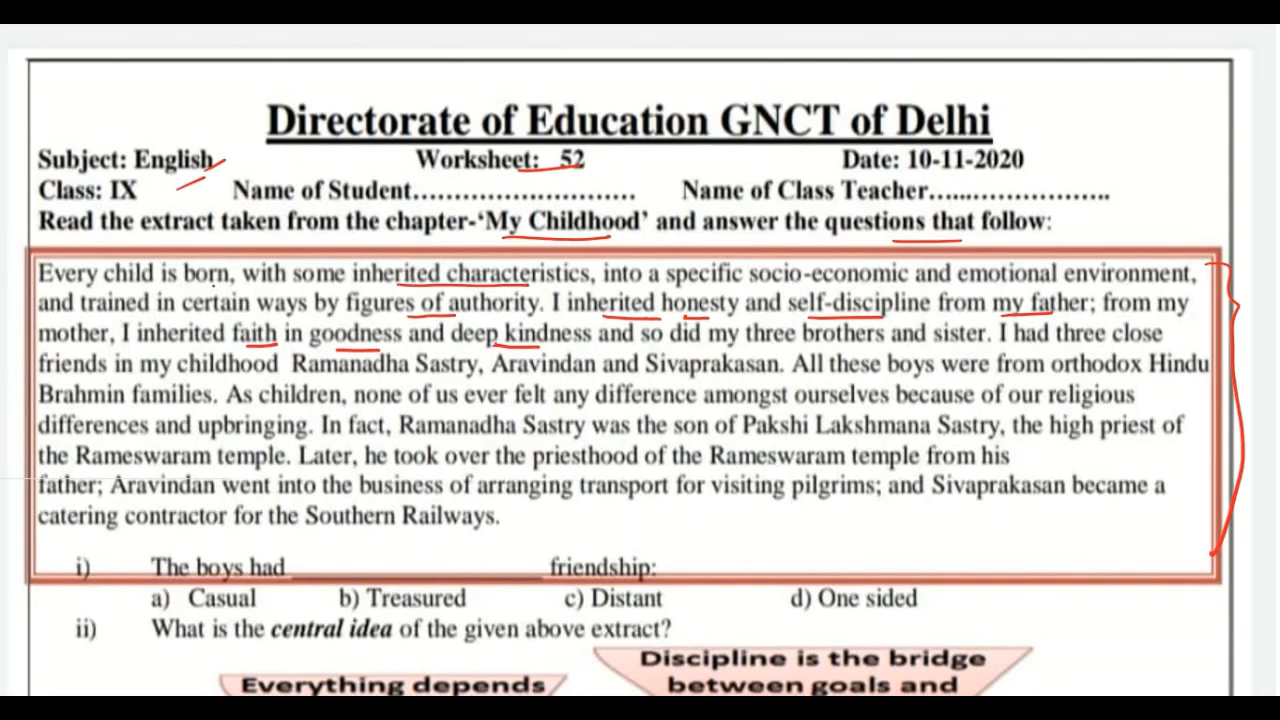 Directorate of Education GNCT of Delhi
Subject: English Worksheet: 52 Date: 10-11-2020
Class: IX Name of Student………………………. Name of Class Teacher…...………………..
Read the extract taken from the chapter-‘My Childhood’ and answer the questions that follow:
Every child is born, with some inherited characteristics, into a specific socio-economic and emotional environment,
and trained in certain ways by figures of authority. I inherited honesty and self-discipline from my father; from my
mother, I inherited faith in goodness and deep kindness and so did my three brothers and sister. I had three close
friends in my childhood Ramanadha Sastry, Aravindan and Sivaprakasan. All these boys were from orthodox Hindu
Brahmin families. As children, none of us ever felt any difference amongst ourselves because of our religious
differences and upbringing. In fact, Ramanadha Sastry was the son of Pakshi Lakshmana Sastry, the high priest of
the Rameswaram temple. Later, he took over the priesthood of the Rameswaram temple from his
father; Aravindan went into the business of arranging transport for visiting pilgrims; and Sivaprakasan became a
catering contractor for the Southern Railways.
i) The boys had ______________________ friendship:
a) Casual b) Treasured c) Distant d) One sided
ii) What is the central idea of the given above extract?
Discipline is the bridge
Everything depends between goals and